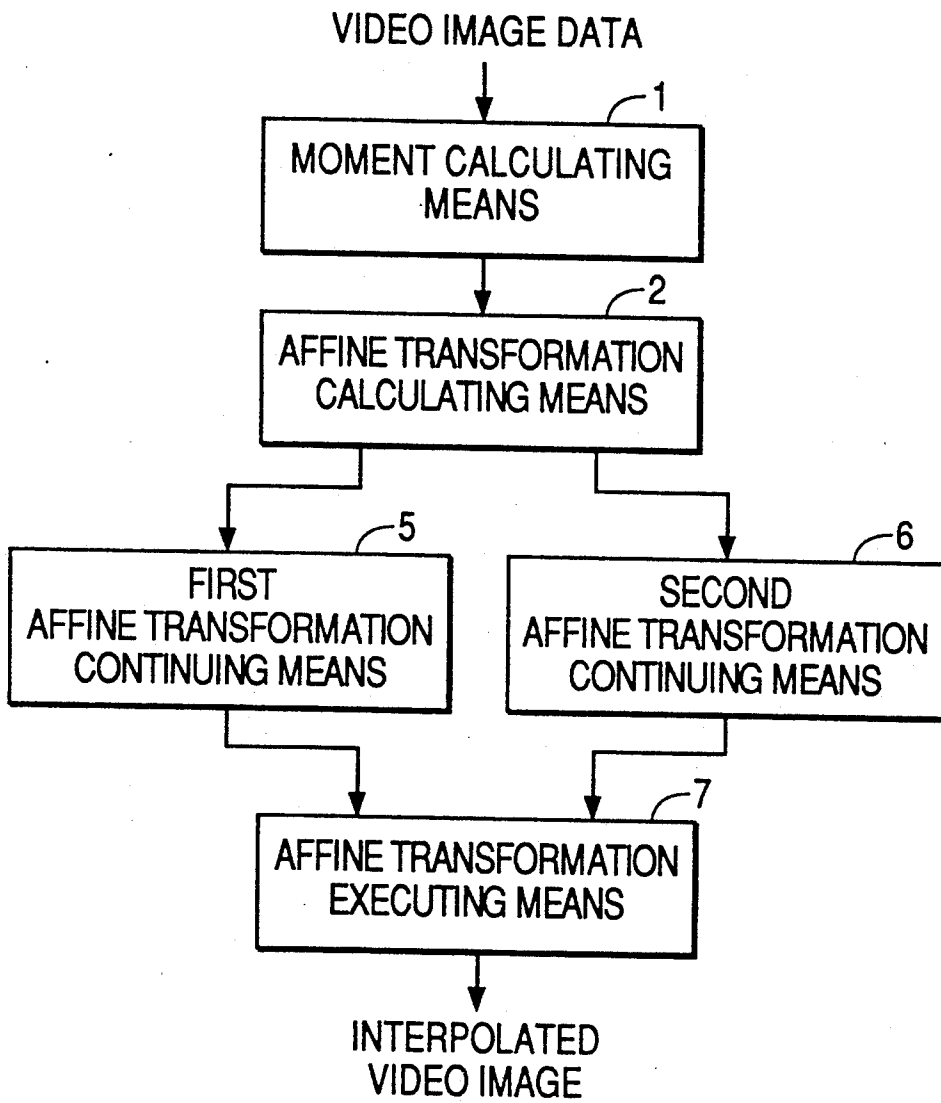 VIDEO IMAGE DATA
1
MOMENT CALCULATING
MEANS
2
AFFINE TRANSFORMATION
CALCULATING MEANS
5
FIRST
AFFINE TRANSFORMATION
CONTINUING MEANS
6
SECOND
AFFINE TRANSFORMATION
CONTINUING MEANS
7
AFFINE TRANSFORMATION
EXECUTING MEANS
INTERPOLATED
VIDEO IMAGE